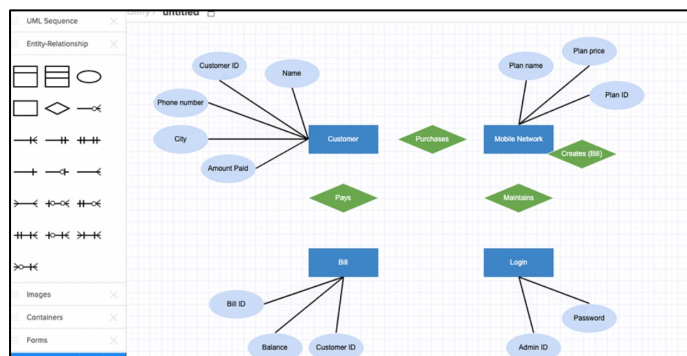 untitled
UML Sequence
Entity-Relationship
Images
Containers
Forms
Customer ID
Name
Phone number
City
Amount Paid
Customer
Purchases
Plan name
Plan price
Plan ID
Mobile Network
Creates (Bill)
Pays
Maintains
Bill
Login
Bill ID
Balance
Customer ID
Password
Admin ID